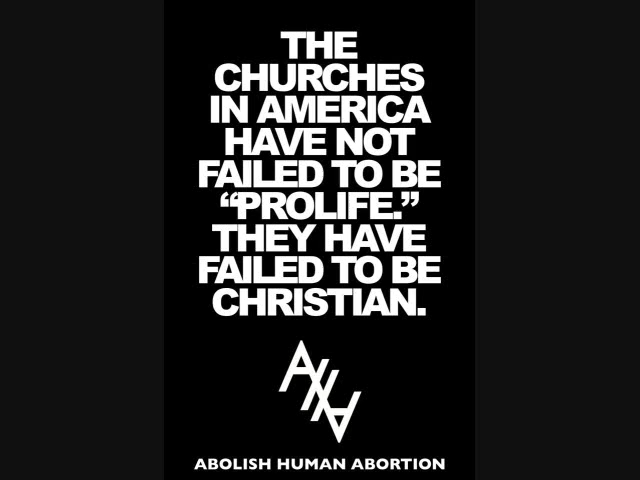 THE
CHURCHES
IN AMERICA
HAVE NOT
FAILED TO BE
“PROLIFE.”
THEY HAVE
FAILED TO BE
CHRISTIAN.
AHA
ABOLISH HUMAN ABORTION